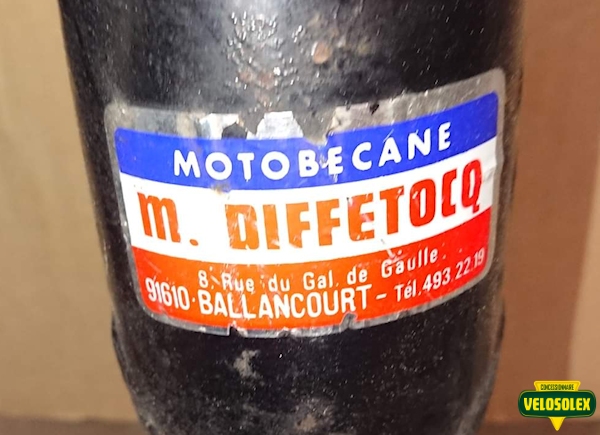 MOTOBECANE
m. DIFFETOCQ
8, Rue du Gal. de Gaulle
91610 - BALLANCOURT - Tél. 493.22.19
CONCESSIONNAIRE
VELOSOLEX